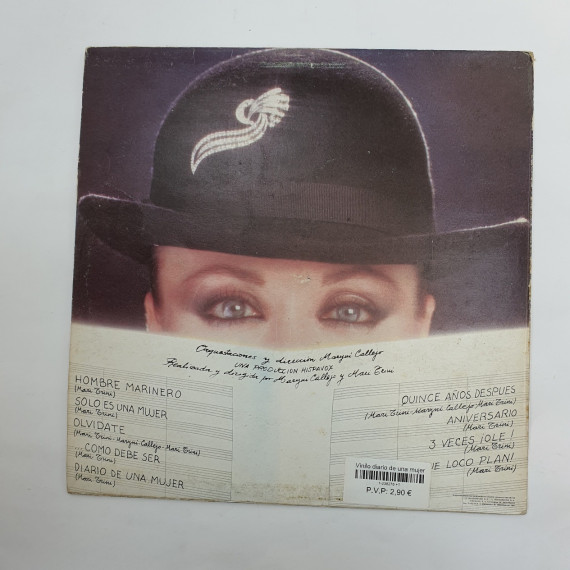 Orquestaciones y dirección Maryni Callejo
UNA PRODUCCION HISPAVOX
Realizada y dirigida por Maryni Callejo y Mari Trini
HOMBRE MARINERO
(Mari Trini)
SOLO ES UNA MUJER
(Mari Trini)
OLVIDATE
(Mari Trini-Maryni Callejo-Mari Trini)
COMO DEBE SER
(Mari Trini)
DIARIO DE UNA MUJER
(Mari Trini)
QUINCE AÑOS DESPUES
(Mari Trini-Maryni Callejo-Mari Trini)
ANIVERSARIO
(Mari Trini)
3 VECES ¡OLE!
(Mari Trini)
E LOCO PLAN!
(Mari Trini)
Vinilo diario de una mujer
P.V.P: 2,90 €